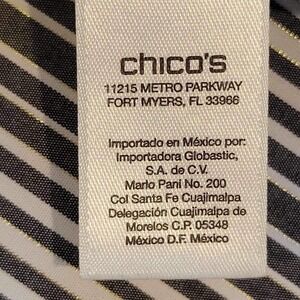 chico's
11215 METRO PARKWAY
FORT MYERS, FL 33966
Importado en México por:
Importadora Globastic,
S.A. de C.V.
Mario Pani No. 200
Col Santa Fe Cuajimalpa
Delegación Cuajimalpa de
Morelos C.P. 05348
México D.F. México